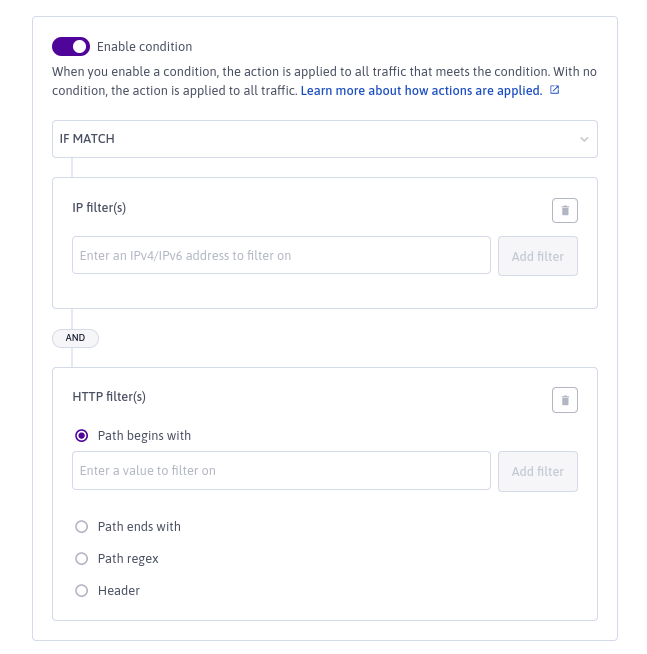 Enable condition
When you enable a condition, the action is applied to all traffic that meets the condition. With no
condition, the action is applied to all traffic. Learn more about how actions are applied.
IF MATCH
IP filter(s)
Enter an IPv4/IPv6 address to filter on
Add filter
AND
HTTP filter(s)
Path begins with
Enter a value to filter on
Add filter
Path ends with
Path regex
Header